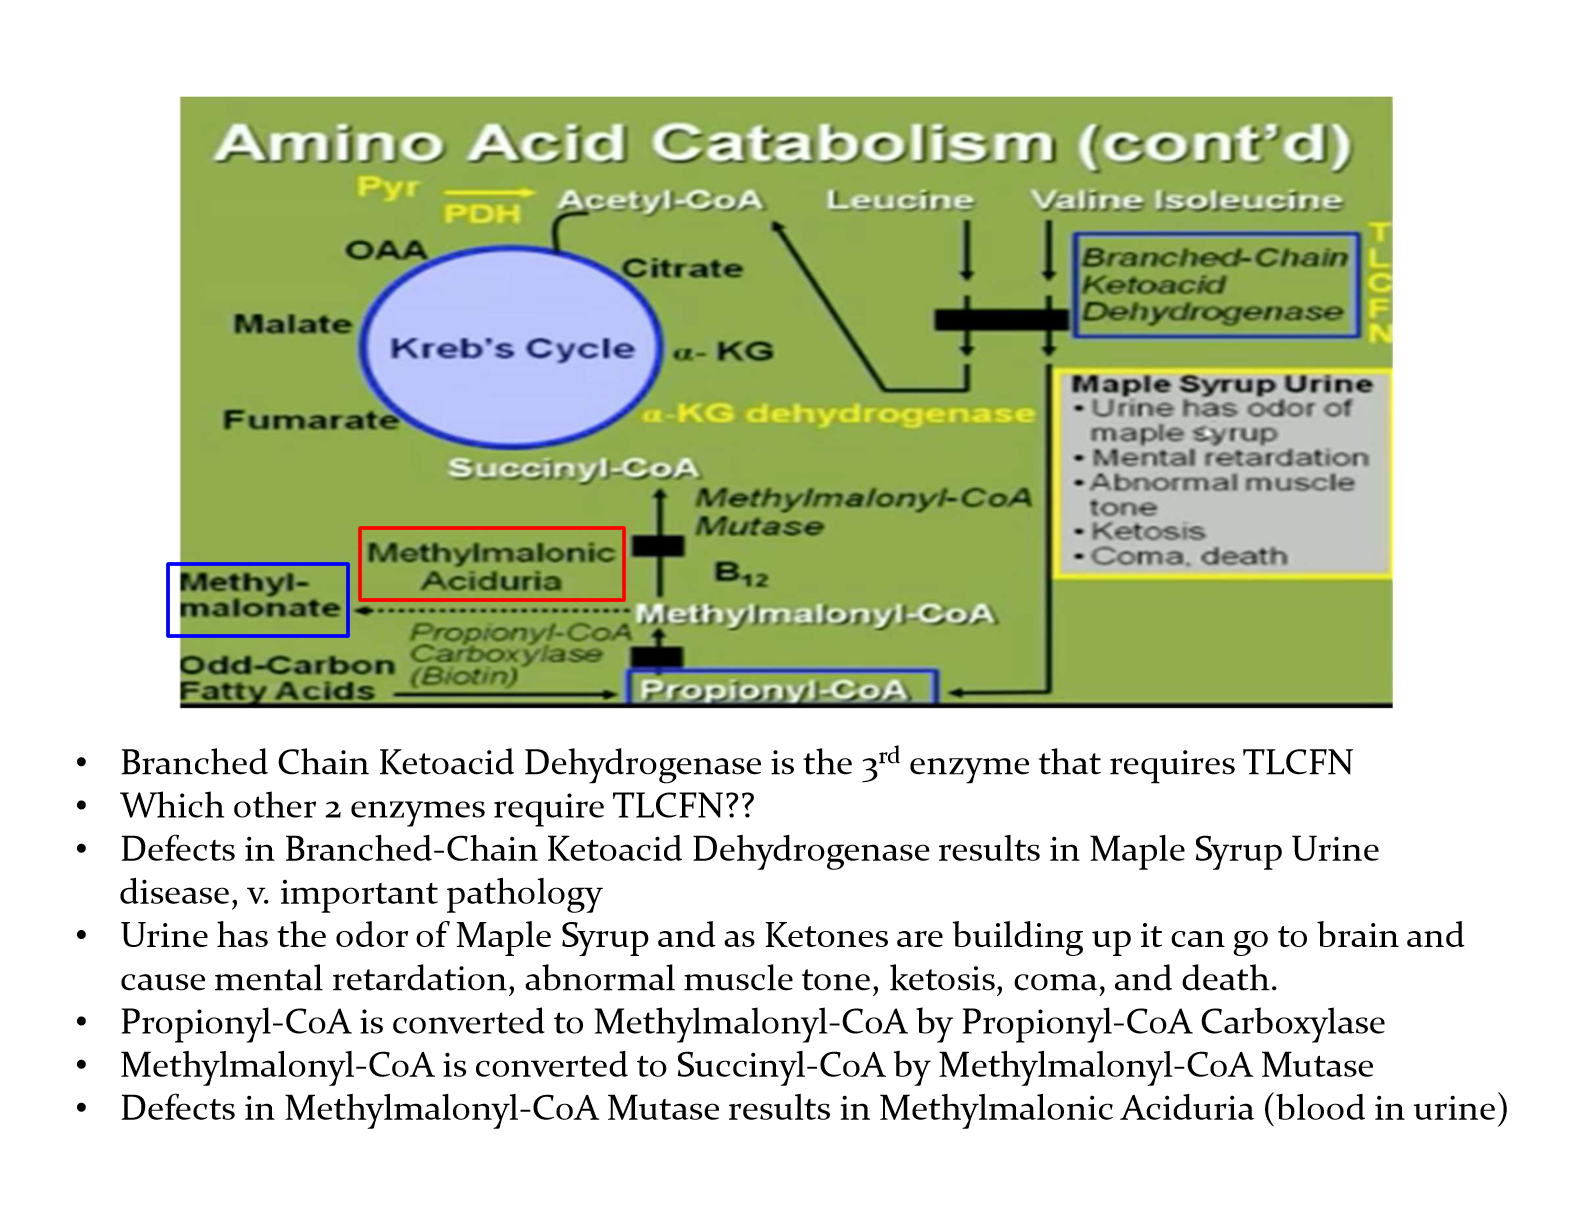 Amino Acid Catabolism (cont'd)
Pyr
PDH
Acetyl-CoA
Leucine
Valine Isoleucine
OAA
Citrate
Branched-Chain
Ketoacid
Dehydrogenase
T
L
C
F
N
Malate
Kreb's Cycle
α- KG
Fumarate
α-KG dehydrogenase
Maple Syrup Urine
• Urine has odor of
maple syrup
• Mental retardation
• Abnormal muscle
tone
• Ketosis
• Coma, death
Succinyl-CoA
Methylmalonyl-CoA
Mutase
B12
Methylmalonic
Aciduria
Methyl-
malonate
Methylmalonyl-CoA
Propionyl-CoA
Carboxylase
(Biotin)
Odd-Carbon
Fatty Acids
Propionyl-CoA
• Branched Chain Ketoacid Dehydrogenase is the 3rd enzyme that requires TLCFN
• Which other 2 enzymes require TLCFN??
• Defects in Branched-Chain Ketoacid Dehydrogenase results in Maple Syrup Urine
disease, v. important pathology
• Urine has the odor of Maple Syrup and as Ketones are building up it can go to brain and
cause mental retardation, abnormal muscle tone, ketosis, coma, and death.
• Propionyl-CoA is converted to Methylmalonyl-CoA by Propionyl-CoA Carboxylase
• Methylmalonyl-CoA is converted to Succinyl-CoA by Methylmalonyl-CoA Mutase
• Defects in Methylmalonyl-CoA Mutase results in Methylmalonic Aciduria (blood in urine)